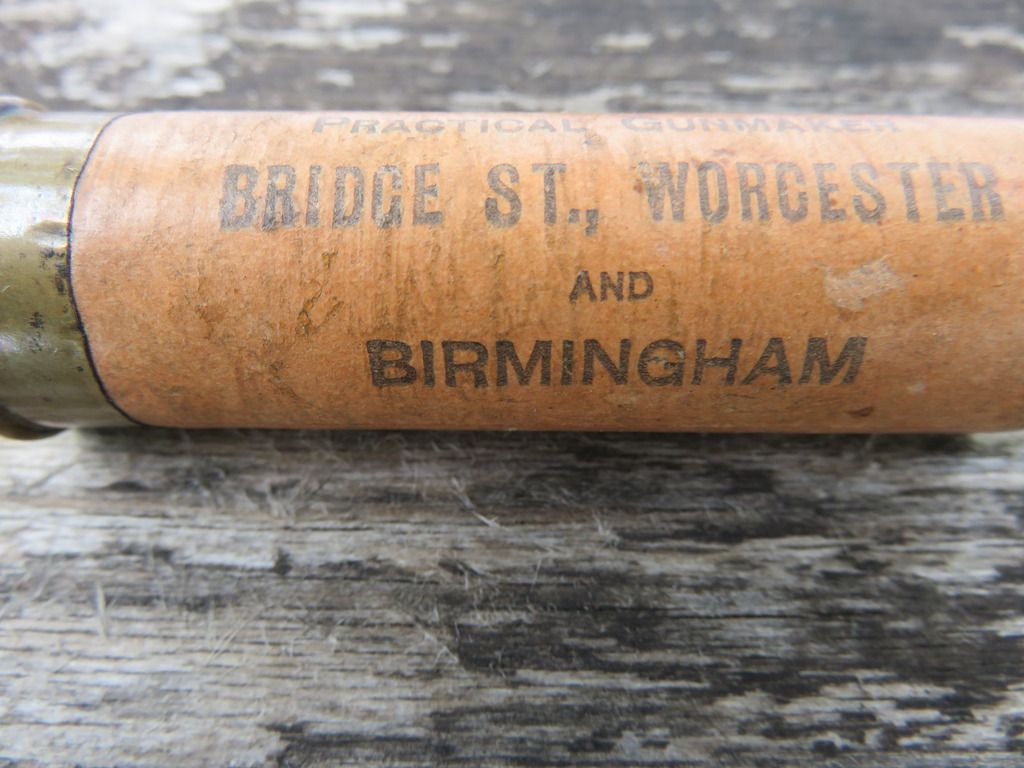 PRACTICAL GUNMAKER
BRIDGE ST., WORCESTER
AND
BIRMINGHAM